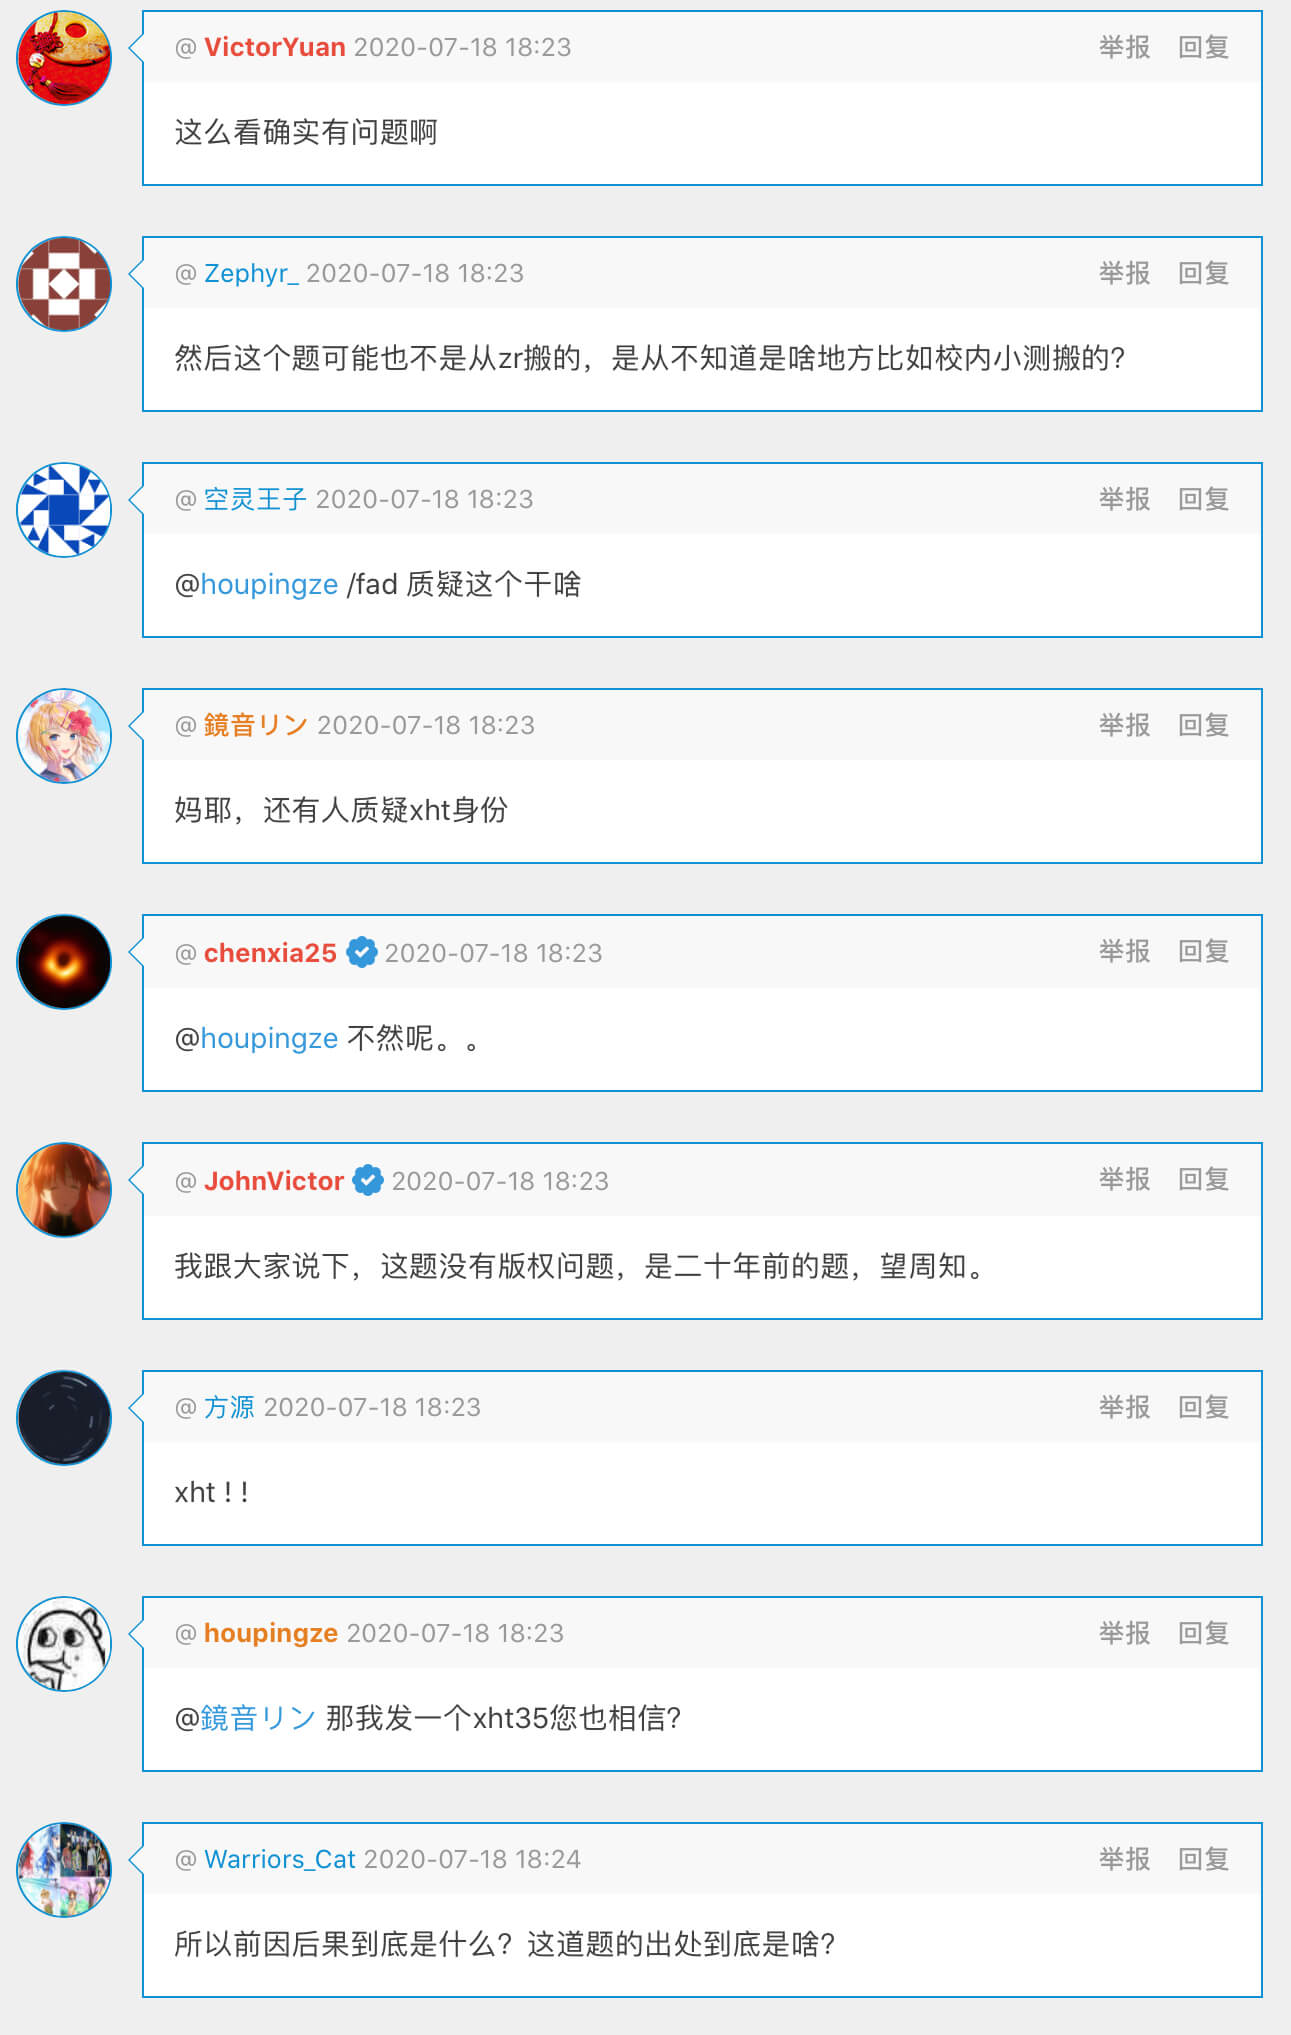 @ VictorYuan 2020-07-18 18:23 举报 回复
这么看确实有问题啊
@ Zephyr_ 2020-07-18 18:23 举报 回复
然后这个题可能也不是从zr搬的，是从不知道是啥地方比如校内小测搬的？
@ 空灵王子 2020-07-18 18:23 举报 回复
@houpingze /fad 质疑这个干啥
@ 鏡音リン 2020-07-18 18:23 举报 回复
妈耶，还有人质疑xht身份
@ chenxia25 2020-07-18 18:23 举报 回复
@houpingze 不然呢。。
@ JohnVictor 2020-07-18 18:23 举报 回复
我跟大家说下，这题没有版权问题，是二十年前的题，望周知。
@ 方源 2020-07-18 18:23 举报 回复
xht！！
@ houpingze 2020-07-18 18:23 举报 回复
@鏡音リン 那我发一个xht35您也相信？
@ Warriors_Cat 2020-07-18 18:24 举报 回复
所以前因后果到底是什么？这道题的出处到底是啥？